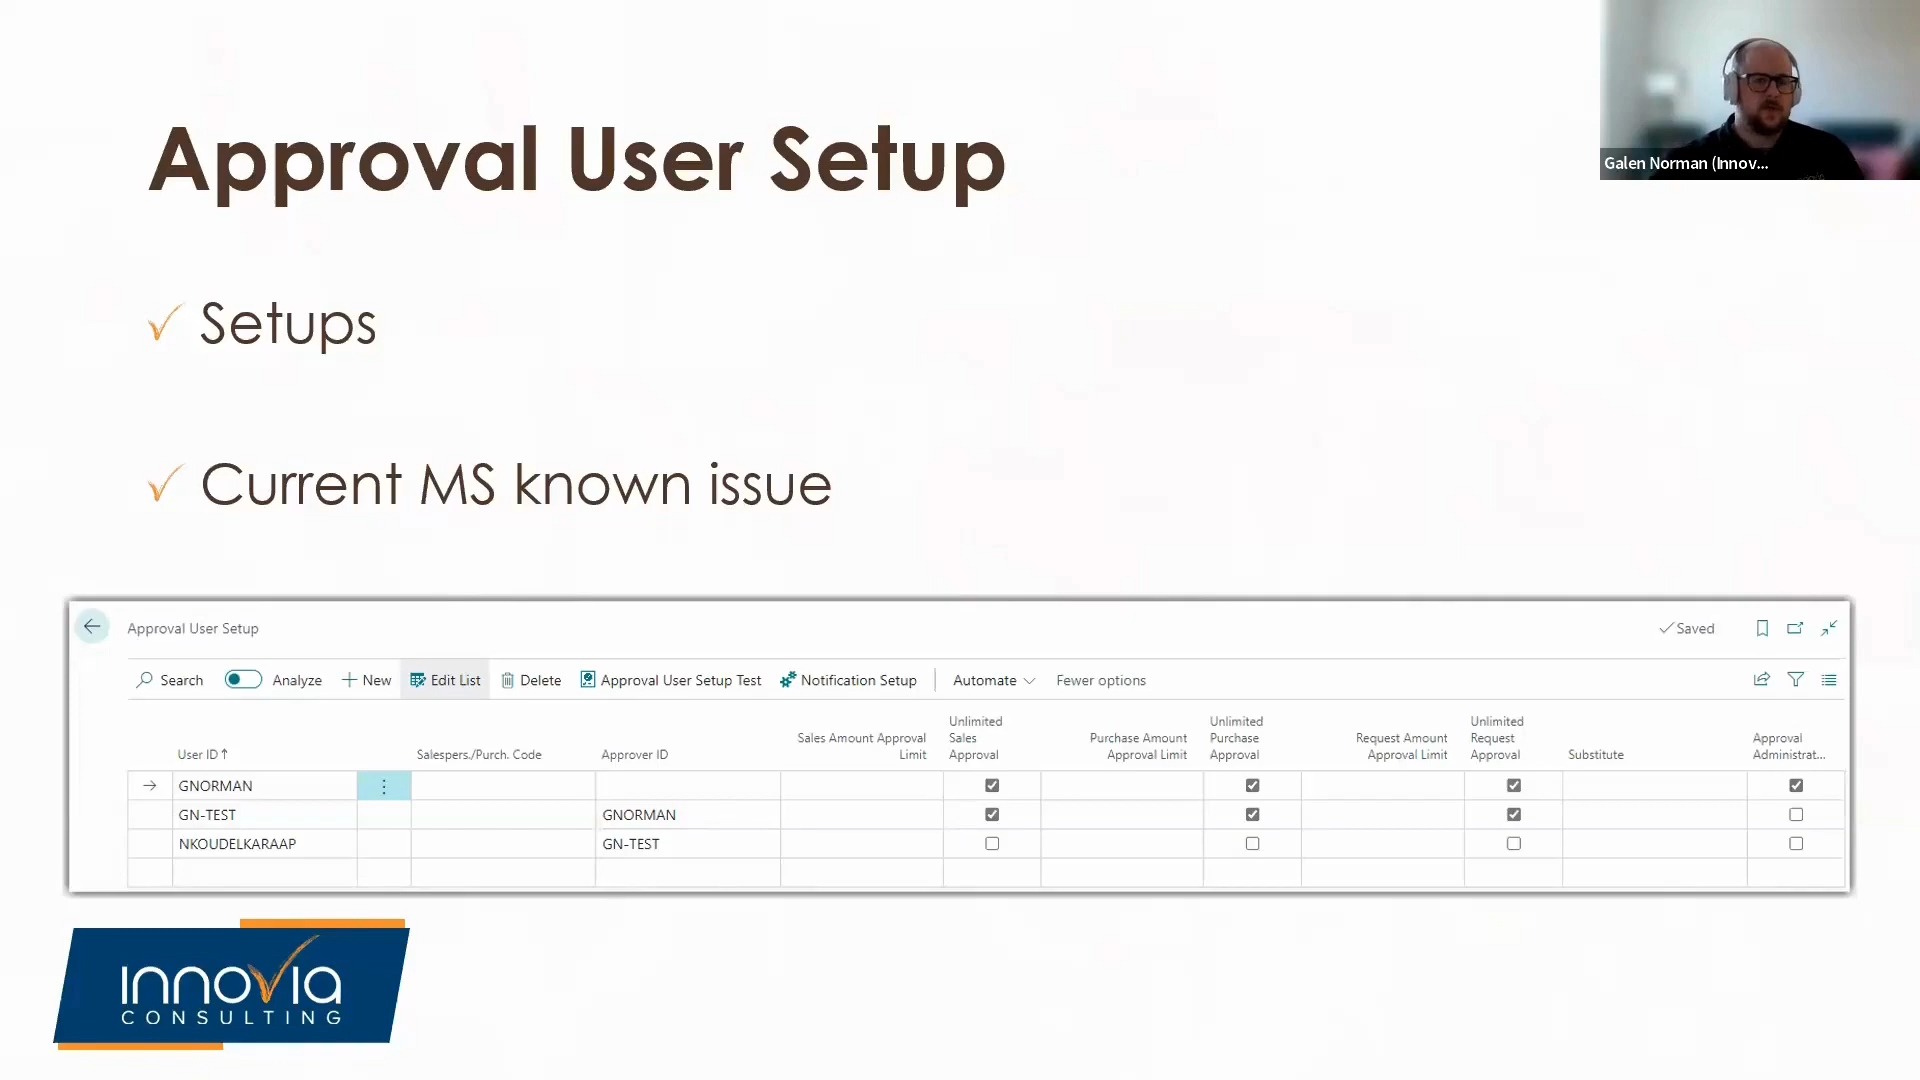 Approval User Setup
Galen Norman (Innov...
Setups
Current MS known issue
Approval User Setup
Saved
Search Analyze New Edit List Delete Approval User Setup Test Notification Setup Automate Fewer options
User ID↑ Salespers./Purch. Code Approver ID Sales Amount Approval Limit Unlimited Sales Approval Purchase Amount Approval Limit Unlimited Purchase Approval Request Amount Approval Limit Unlimited Request Approval Substitute Approval Administrat...
GNORMAN
GN-TEST GNORMAN
NKOUDELKARAAP GN-TEST
innovia
CONSULTING